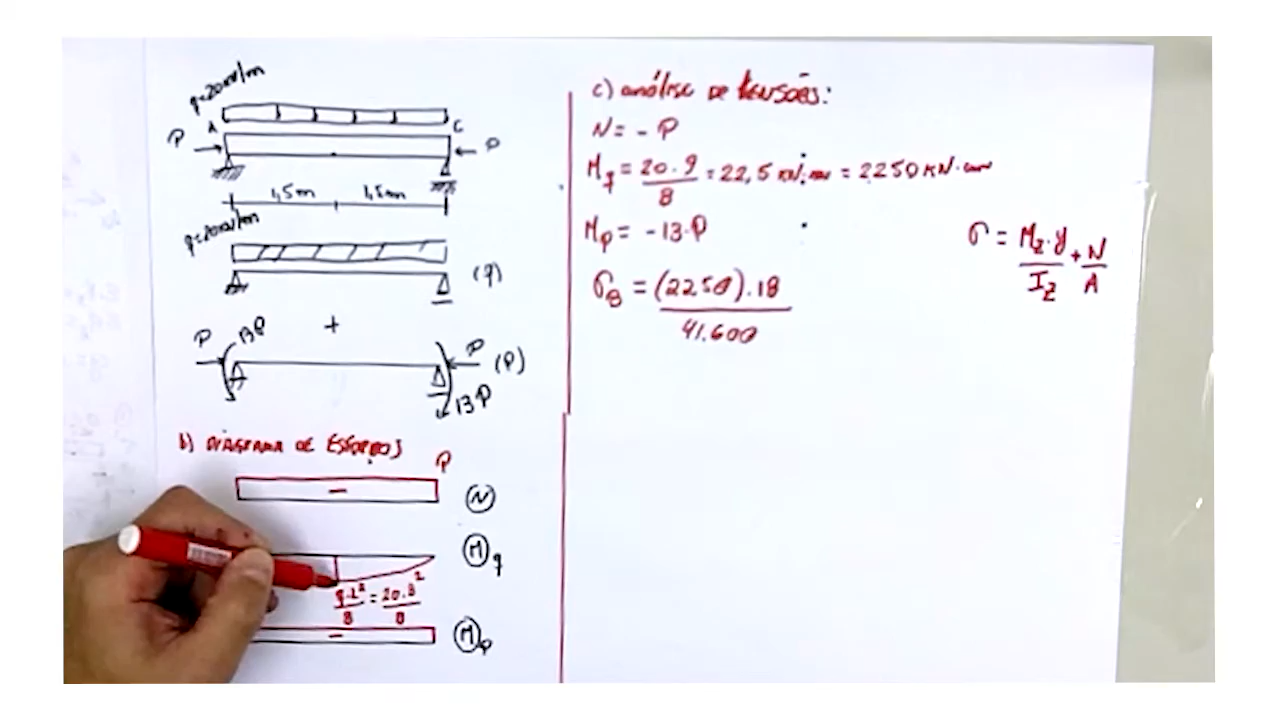 q=20kN/m
A
C
P
P
1,5m
1,5m
q=20kN/m
(q)
+
P
13P
P
(P)
13P
b) DIAGRAMA DE ESFORÇOS
P
-
N
M q
q.L²/8 = 20.3²/8
-
M P
c) análise DE tensões:
N = - P
Mq = 20.9/8 = 22,5 kN.m = 2250 kN.cm
Mp = -13.P
σ = Mz.y/Iz + N/A
σB = (2250).18/41.600